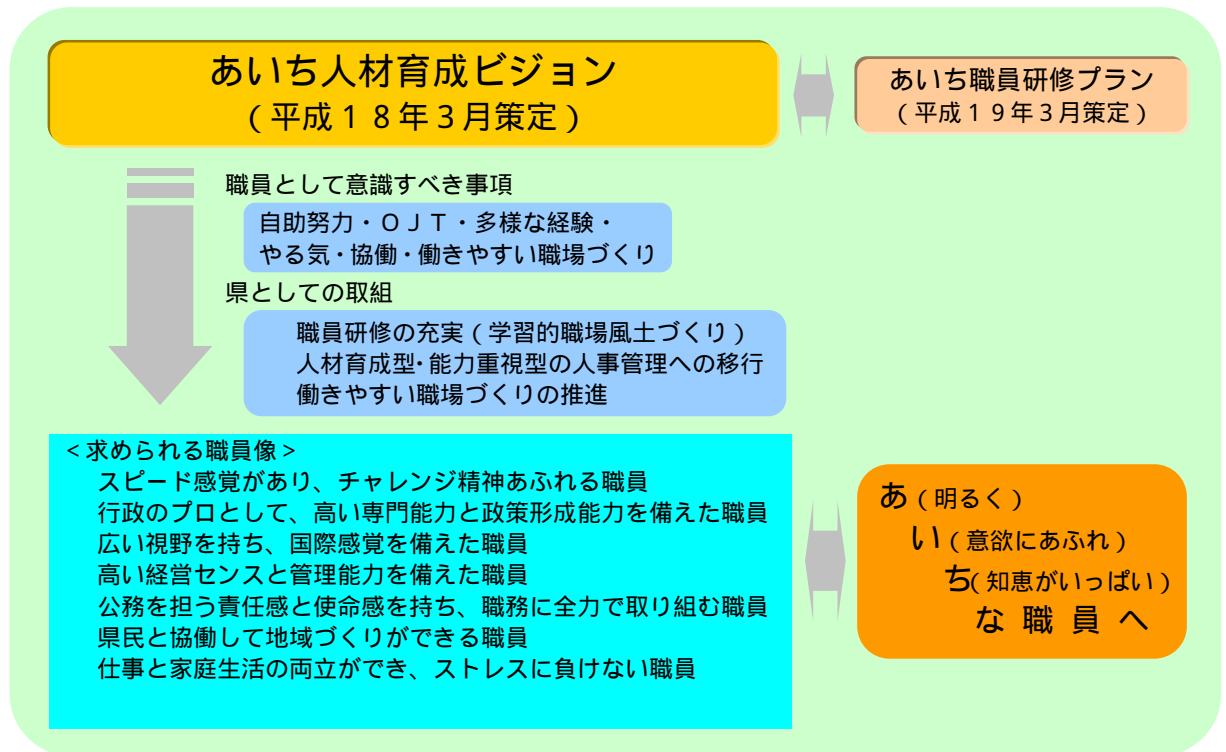 あいち人材育成ビジョン
(平成18年3月策定)
あいち職員研修プラン
(平成19年3月策定)
職員として意識すべき事項
自助努力・OJT・多様な経験・
やる気・協働・働きやすい職場づくり
県としての取組
職員研修の充実(学習的職場風土づくり)
人材育成型・能力重視型の人事管理への移行
働きやすい職場づくりの推進
<求められる職員像>
スピード感覚があり、チャレンジ精神あふれる職員
行政のプロとして、高い専門能力と政策形成能力を備えた職員
広い視野を持ち、国際感覚を備えた職員
高い経営センスと管理能力を備えた職員
公務を担う責任感と使命感を持ち、職務に全力で取り組む職員
県民と協働して地域づくりができる職員
仕事と家庭生活の両立ができ、ストレスに負けない職員
あ(明るく)
い(意欲にあふれ)
ち(知恵がいっぱい)
な職員へ